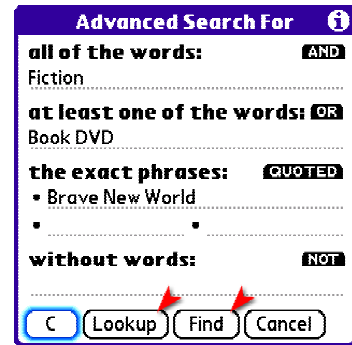 Advanced Search For i
all of the words: AND
Fiction
at least one of the words: OR
Book DVD
the exact phrases: QUOTED
• Brave New World
• •
without words: NOT
C Lookup Find Cancel